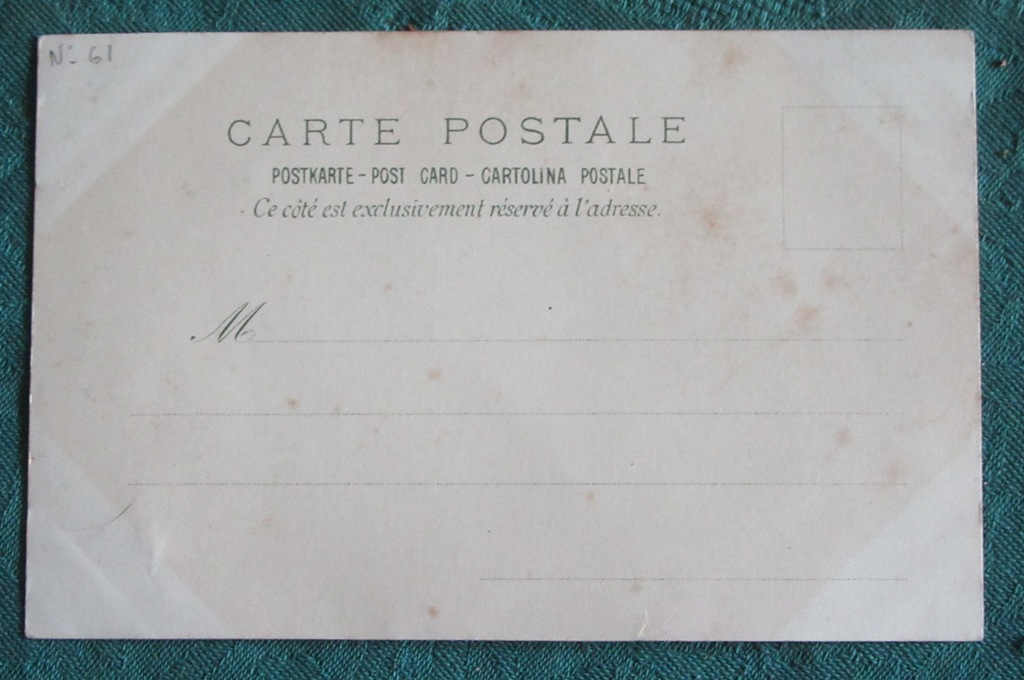 N° 61
CARTE POSTALE
POSTKARTE - POST CARD - CARTOLINA POSTALE
Ce côté est exclusivement réservé à l'adresse.
M